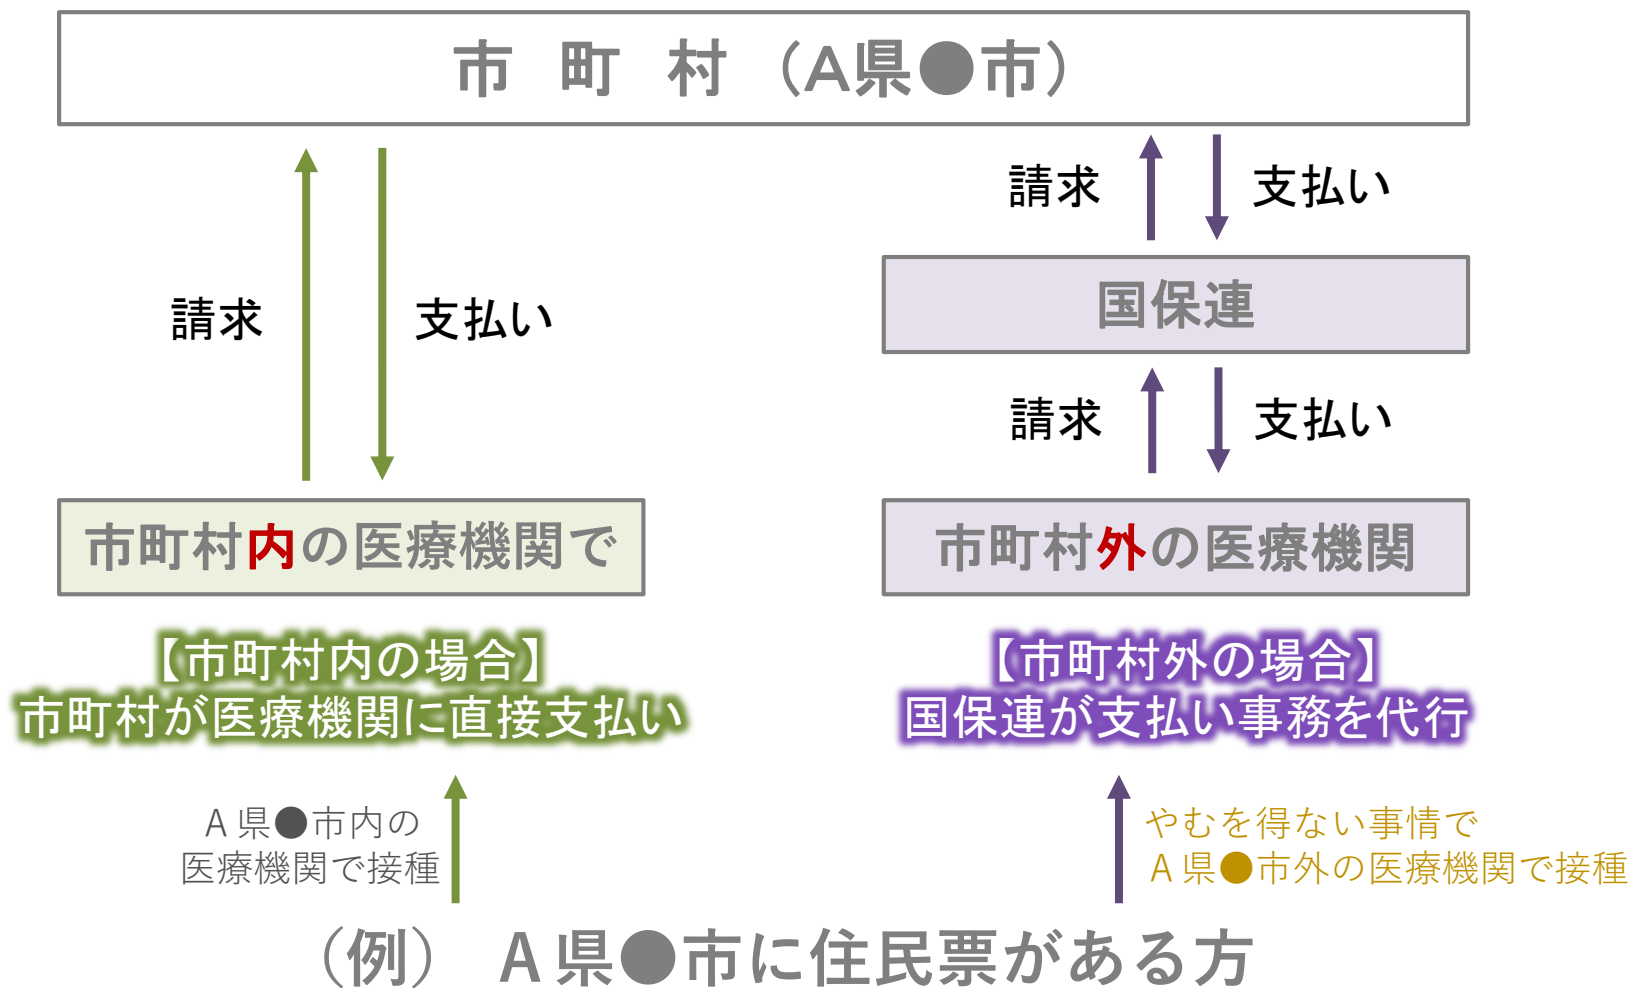 市　町　村　（A県●市）
請求
支払い
国保連
請求
支払い
請求
支払い
市町村内の医療機関で
市町村外の医療機関
【市町村内の場合】
市町村が医療機関に直接支払い
【市町村外の場合】
国保連が支払い事務を代行
A県●市内の
医療機関で接種
やむを得ない事情で
A県●市外の医療機関で接種
（例）　A県●市に住民票がある方